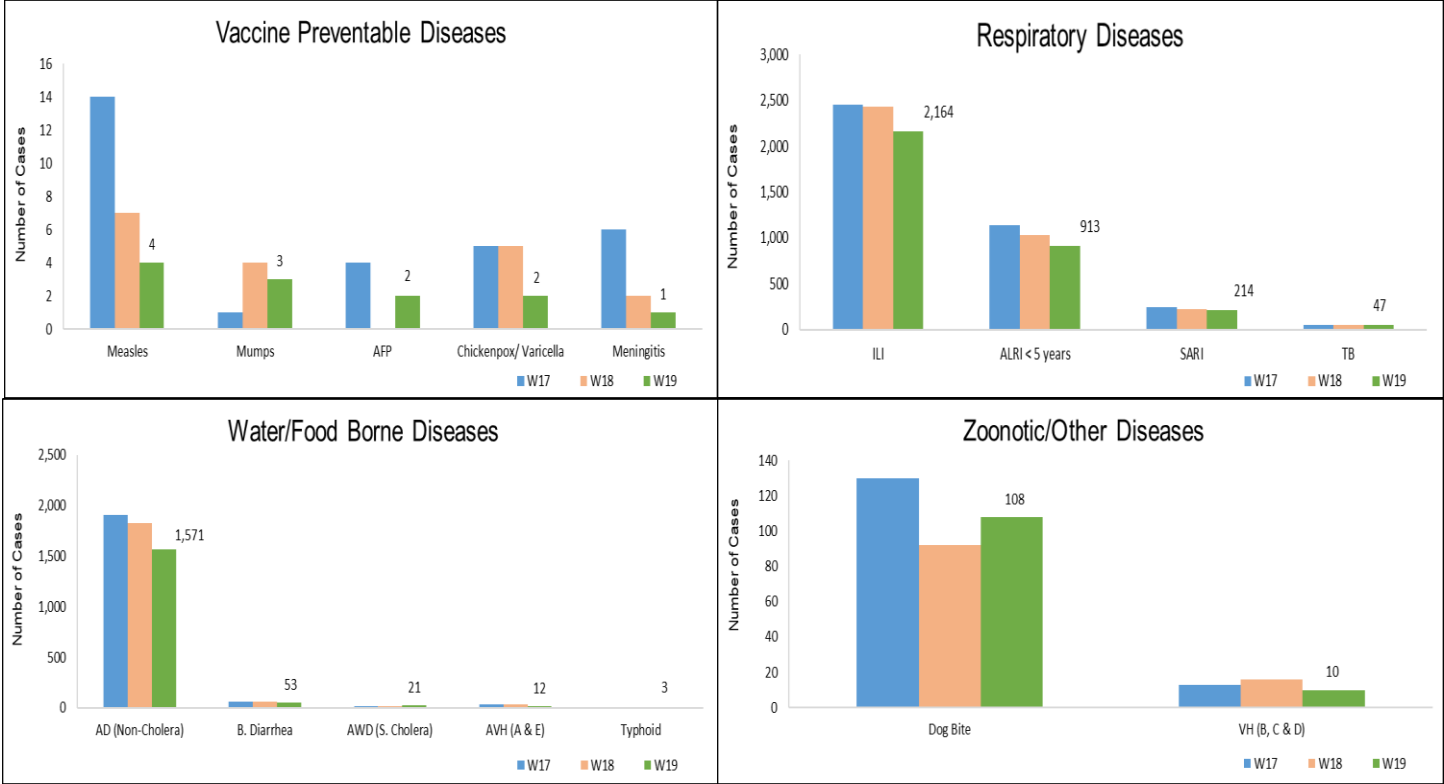 Vaccine Preventable Diseases
Number of Cases
16
14
12
10
8
6
4
2
0
4
3
2
2
1
Measles
Mumps
AFP
Chickenpox/ Varicella
Meningitis
W17
W18
W19
Respiratory Diseases
Number of Cases
3,000
2,500
2,000
1,500
1,000
500
0
2,164
913
214
47
ILI
ALRI < 5 years
SARI
TB
W17
W18
W19
Water/Food Borne Diseases
Number of Cases
2,500
2,000
1,500
1,000
500
0
1,571
53
21
12
3
AD (Non-Cholera)
B. Diarrhea
AWD (S. Cholera)
AVH (A & E)
Typhoid
W17
W18
W19
Zoonotic/Other Diseases
Number of Cases
140
120
100
80
60
40
20
0
108
10
Dog Bite
VH (B, C & D)
W17
W18
W19